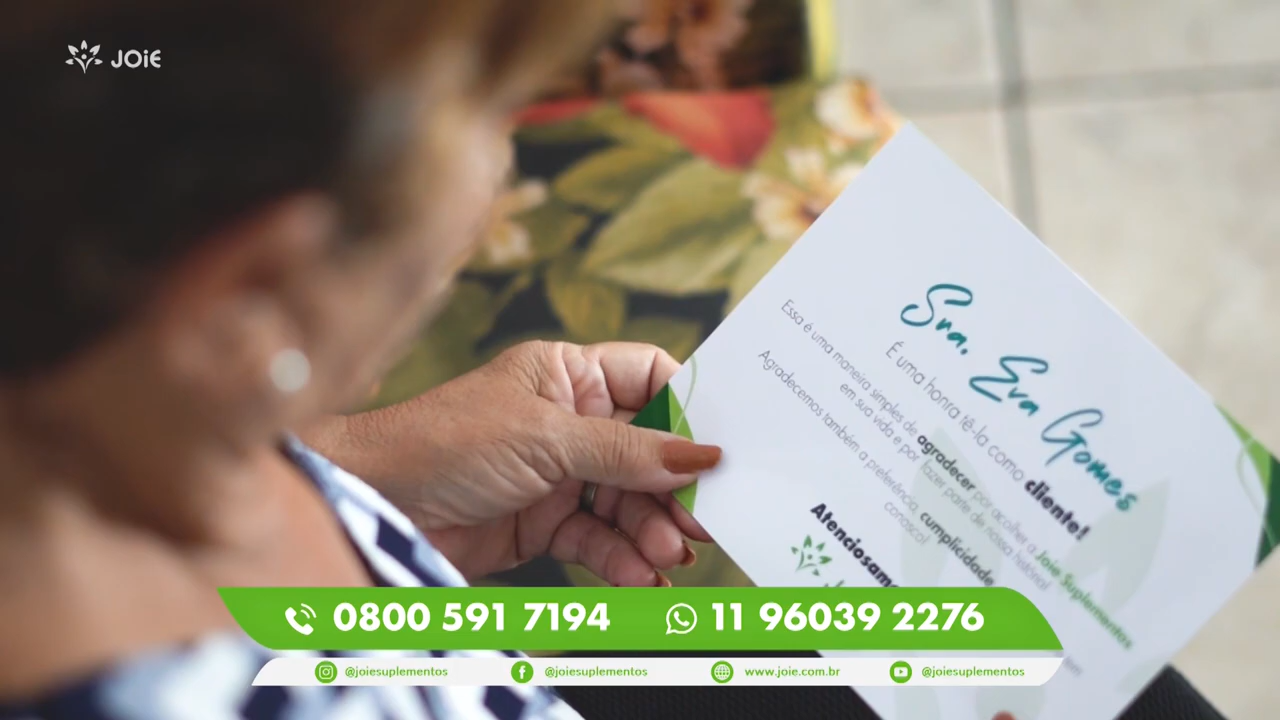 JOiE
Sra. Eva Gomes
É uma honra tê-la como cliente!
Essa é uma maneira simples de agradecer por acolher a Joie Suplementos
em sua vida e por fazer parte de nossa história!
Agradecemos também a preferência, cumplicidade
conosco!
0800 591 7194
11 96039 2276
@joiesuplementos
@joiesuplementos
www.joie.com.br
@joiesuplementos